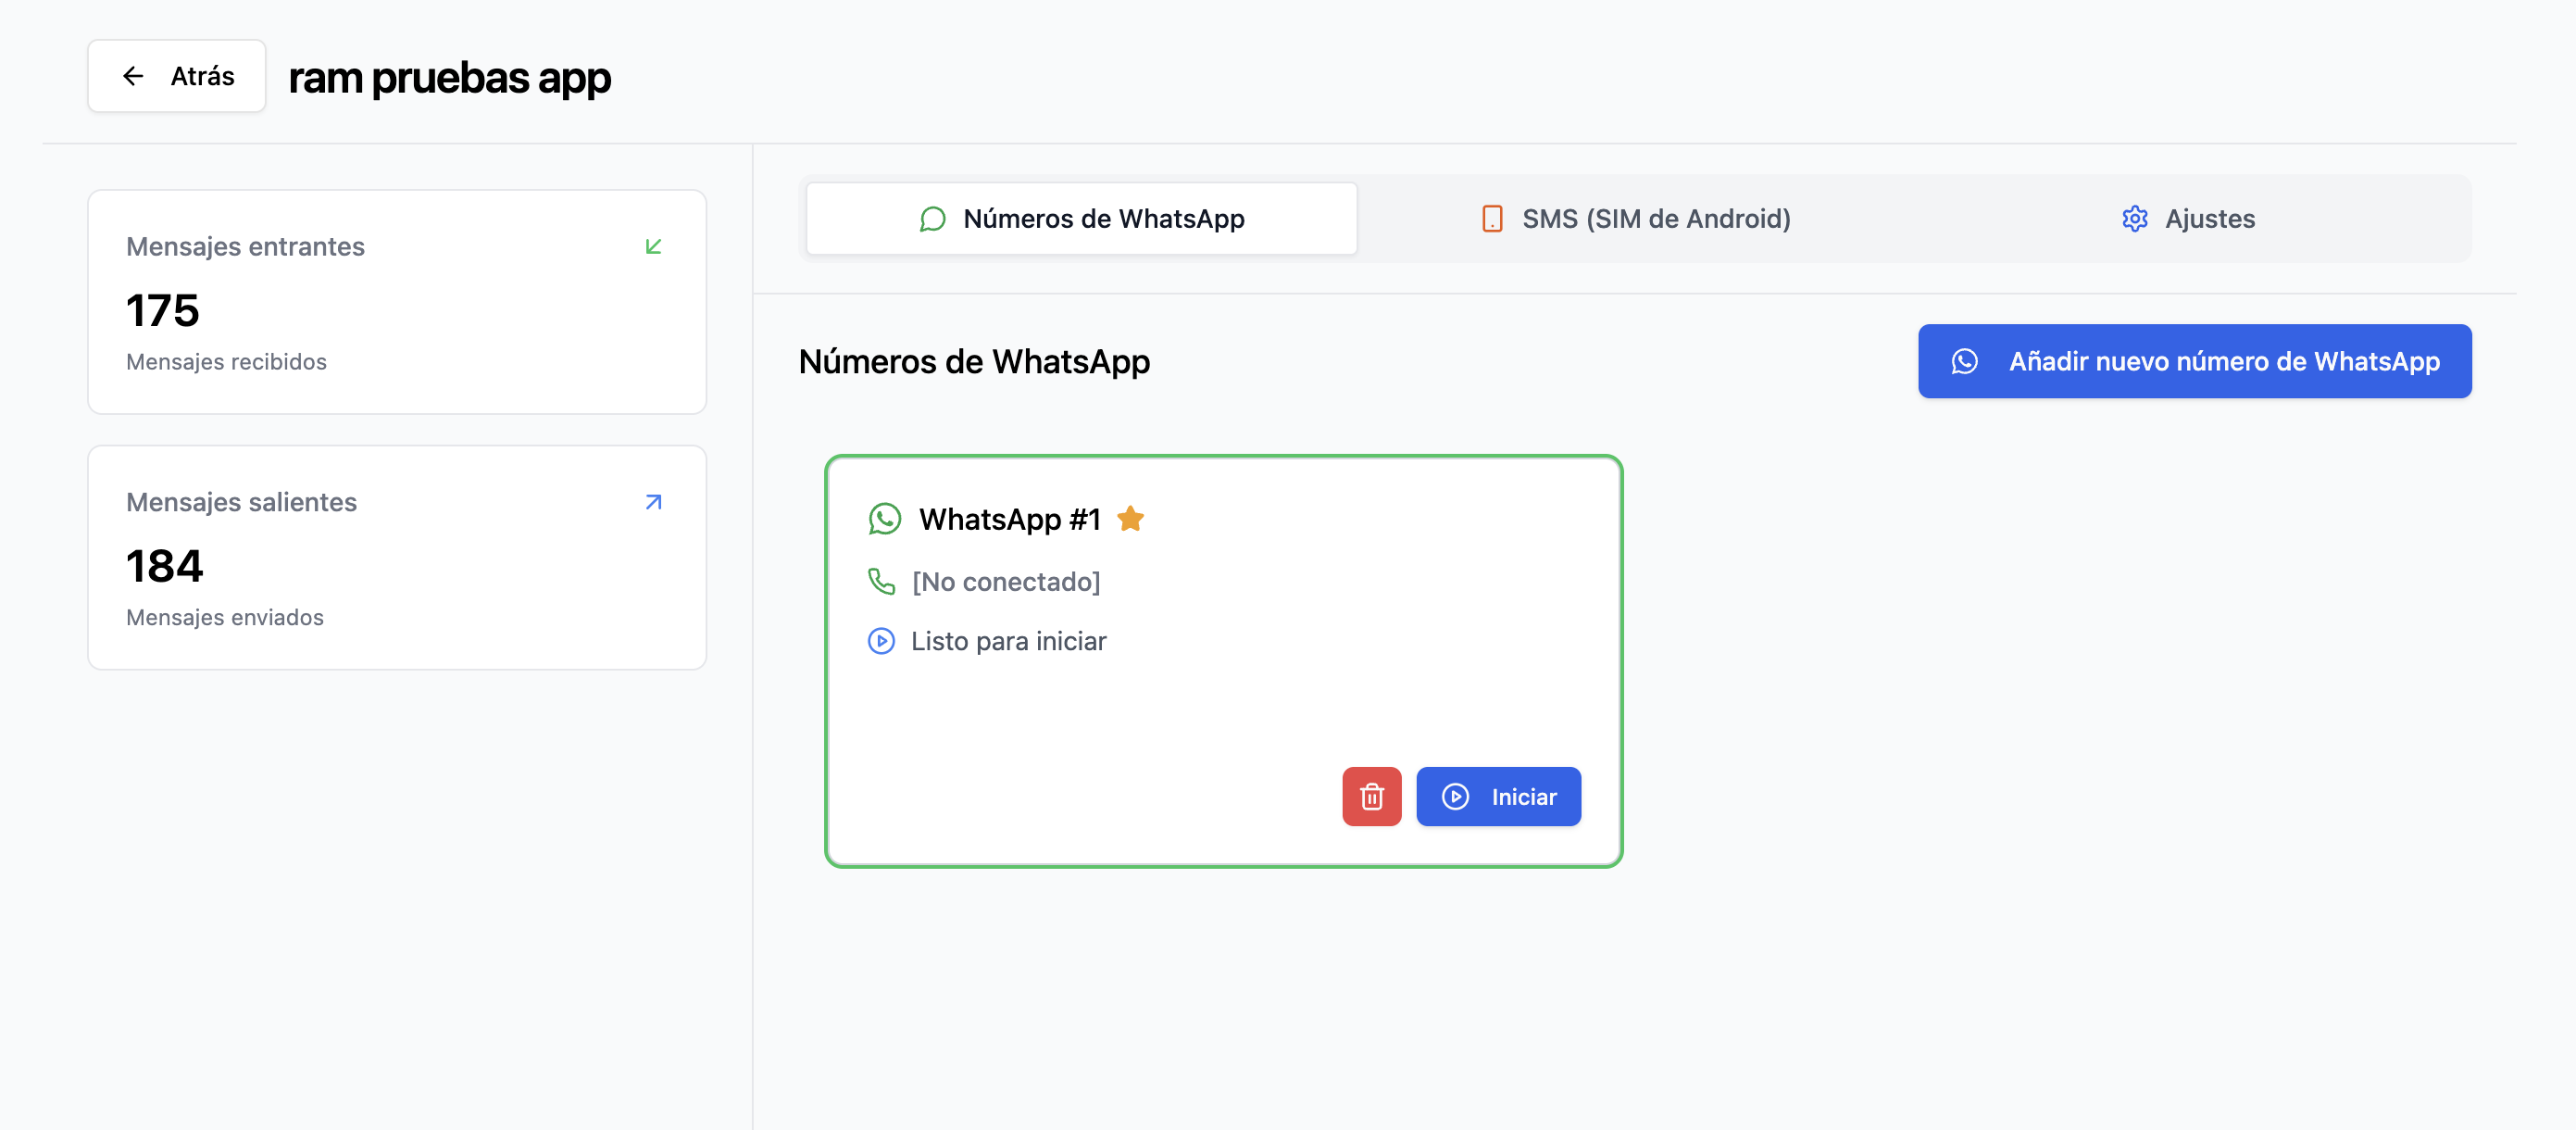 Atrás
ram pruebas app
Mensajes entrantes
175
Mensajes recibidos
Mensajes salientes
184
Mensajes enviados
Números de WhatsApp
SMS (SIM de Android)
Ajustes
Números de WhatsApp
Añadir nuevo número de WhatsApp
WhatsApp #1
[No conectado]
Listo para iniciar
Iniciar